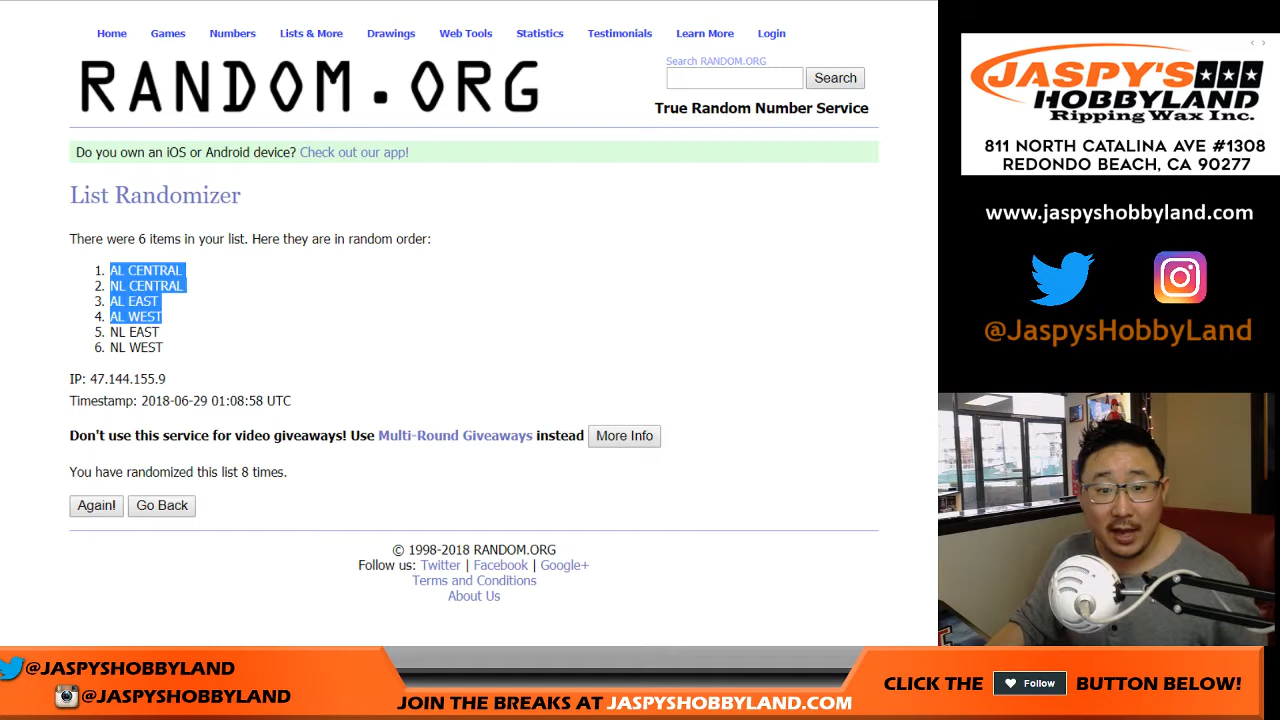 Home Games Numbers Lists & More Drawings Web Tools Statistics Testimonials Learn More Login
RANDOM.ORG
Search RANDOM.ORG
Search
True Random Number Service
Do you own an iOS or Android device? Check out our app!
List Randomizer
There were 6 items in your list. Here they are in random order:
1. AL CENTRAL
2. NL CENTRAL
3. AL EAST
4. AL WEST
5. NL EAST
6. NL WEST
IP: 47.144.155.9
Timestamp: 2018-06-29 01:08:58 UTC
Don't use this service for video giveaways! Use Multi-Round Giveaways instead More Info
You have randomized this list 8 times.
Again! Go Back
© 1998-2018 RANDOM.ORG
Follow us: Twitter | Facebook | Google+
Terms and Conditions
About Us
JASPY'S
HOBBYLAND
Ripping Wax Inc.
811 NORTH CATALINA AVE #1308
REDONDO BEACH, CA 90277
www.jaspyshobbyland.com
@JaspysHobbyLand
@JASPYSHOBBYLAND
@JASPYSHOBBYLAND
JOIN THE BREAKS AT JASPYSHOBBYLAND.COM
CLICK THE Follow BUTTON BELOW!